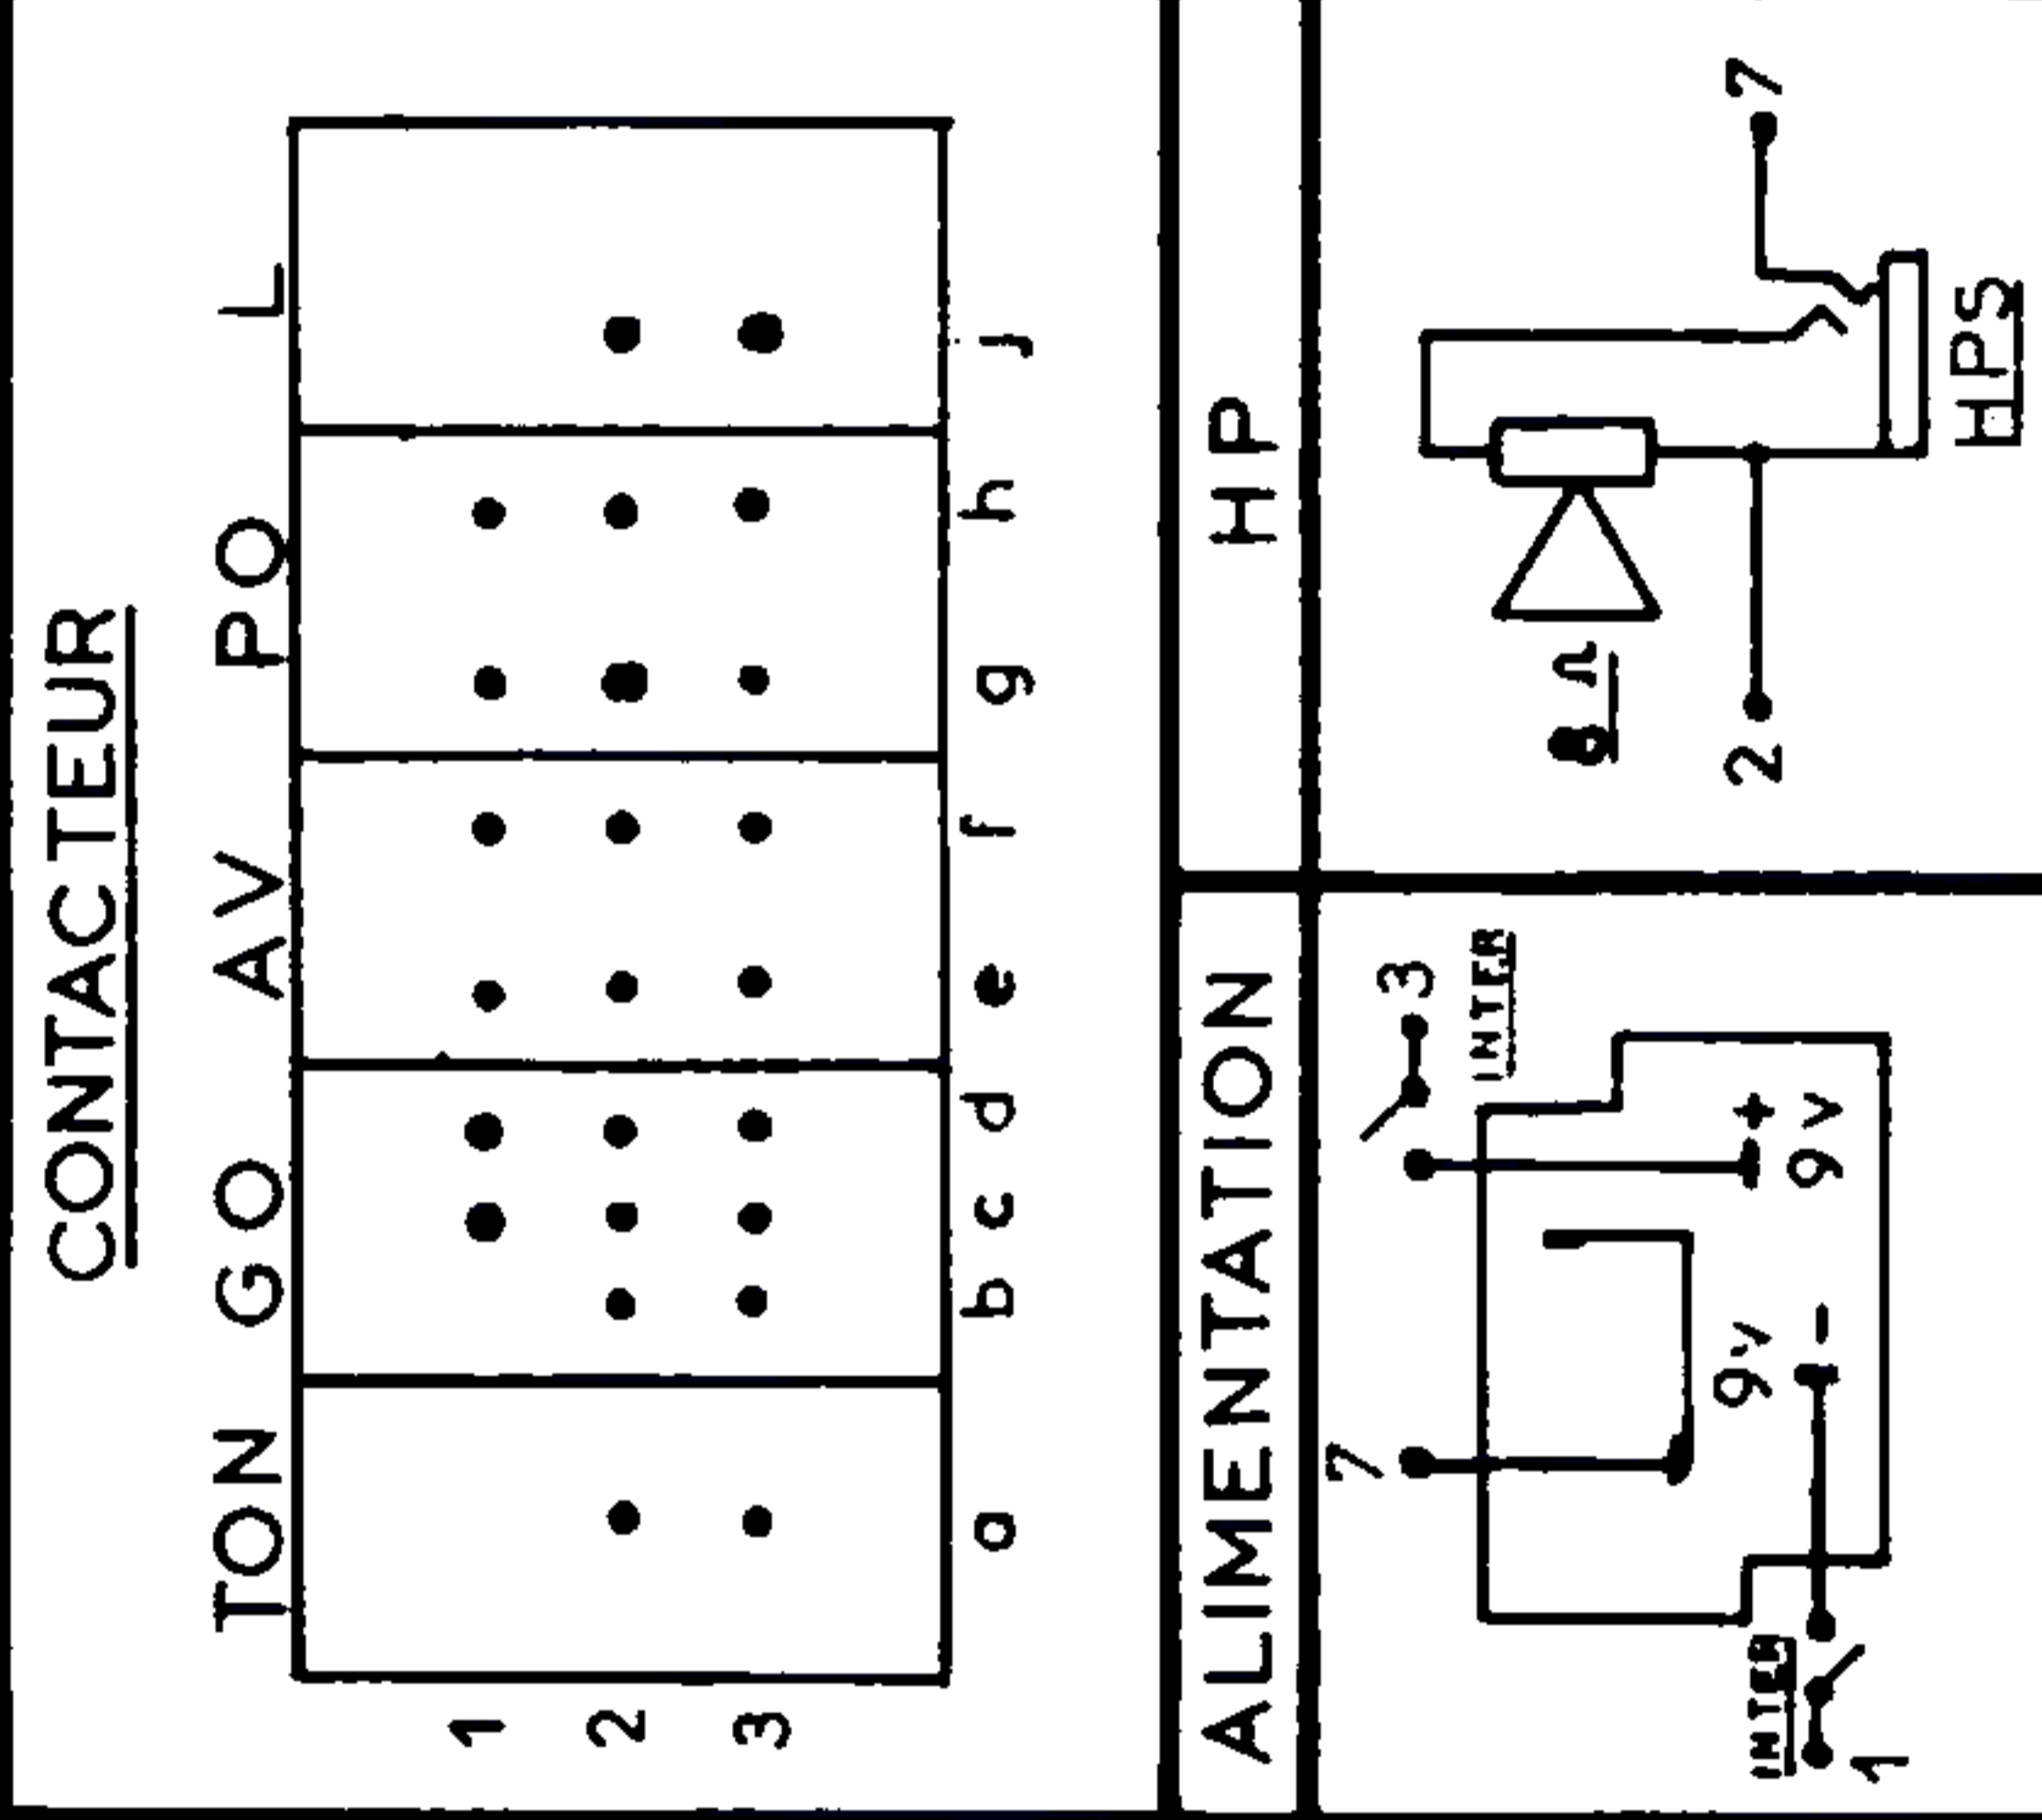 CONTACTEUR
TON GO AV PO L
1
2
3
a b c d e f g h j
ALIMENTATION
7
3
INTER
9v
+
9v
-
INTER
1
HP
8 Ω
2
7
HPS